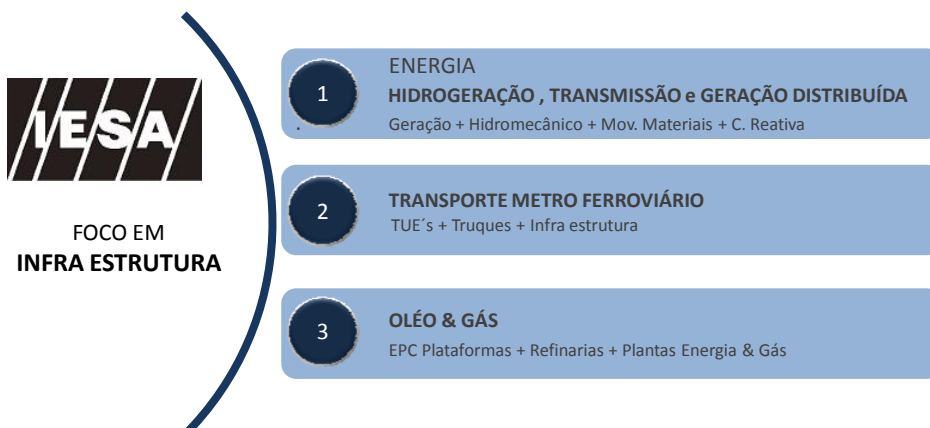 IESA
FOCO EM
INFRA ESTRUTURA
1
ENERGIA
HIDROGERAÇÃO , TRANSMISSÃO e GERAÇÃO DISTRIBUÍDA
.
Geração + Hidromecânico + Mov. Materiais + C. Reativa
2
TRANSPORTE METRO FERROVIÁRIO
TUE´s + Truques + Infra estrutura
3
OLÉO & GÁS
EPC Plataformas + Refinarias + Plantas Energia & Gás